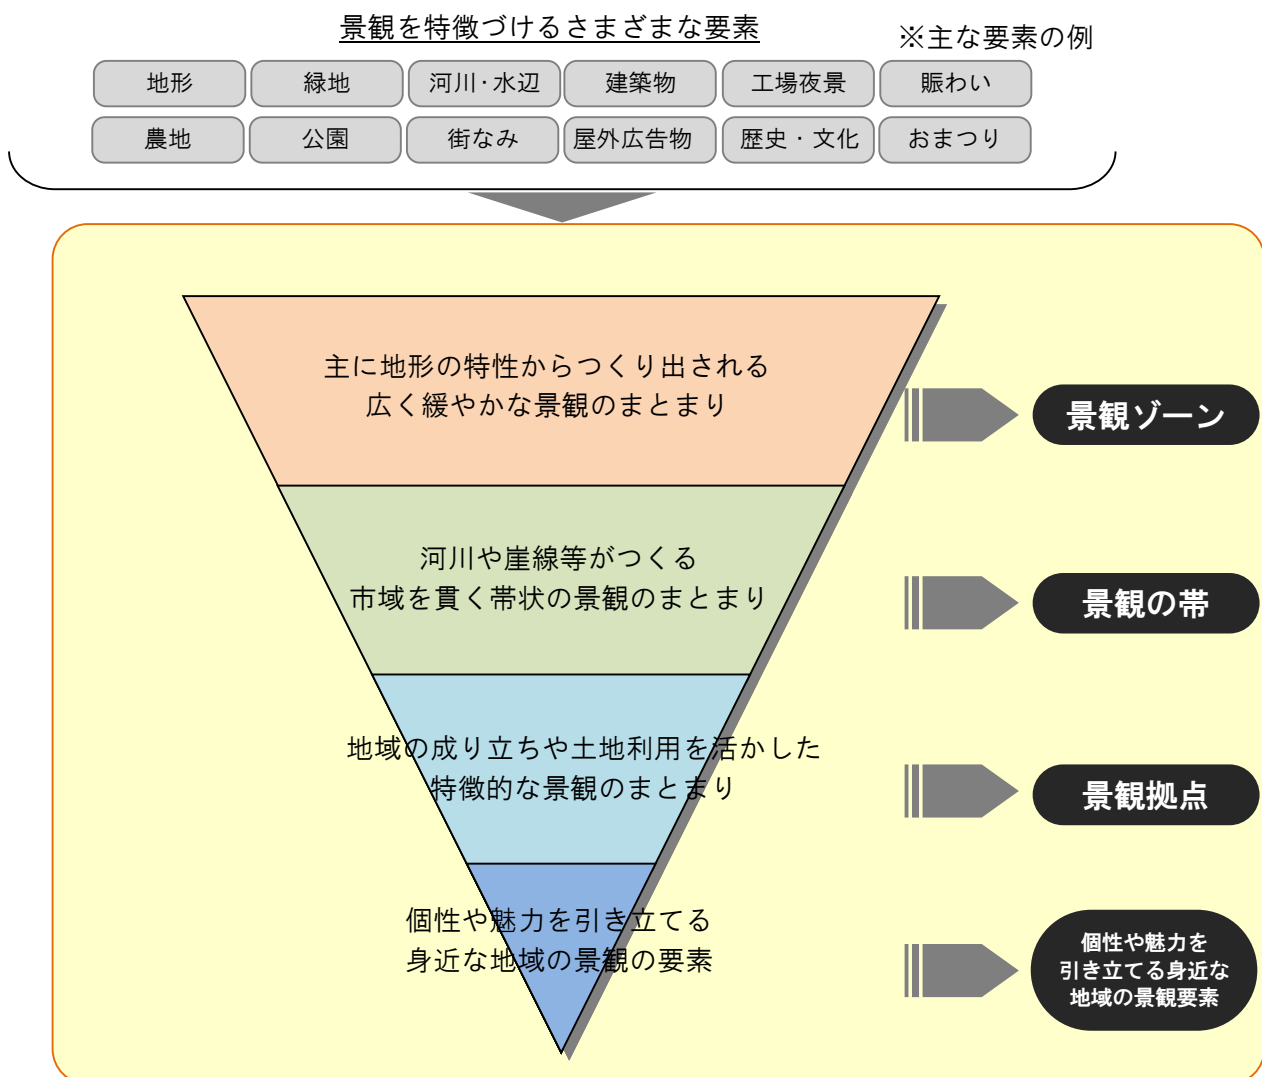 景観を特徴づけるさまざまな要素
※主な要素の例
地形
緑地
河川・水辺
建築物
工場夜景
賑わい
農地
公園
街なみ
屋外広告物
歴史・文化
おまつり
主に地形の特性からつくり出される
広く緩やかな景観のまとまり
景観ゾーン
河川や崖線等がつくる
市域を貫く帯状の景観のまとまり
景観の帯
地域の成り立ちや土地利用を活かした
特徴的な景観のまとまり
景観拠点
個性や魅力を引き立てる
身近な地域の景観の要素
個性や魅力を
引き立てる身近な
地域の景観要素